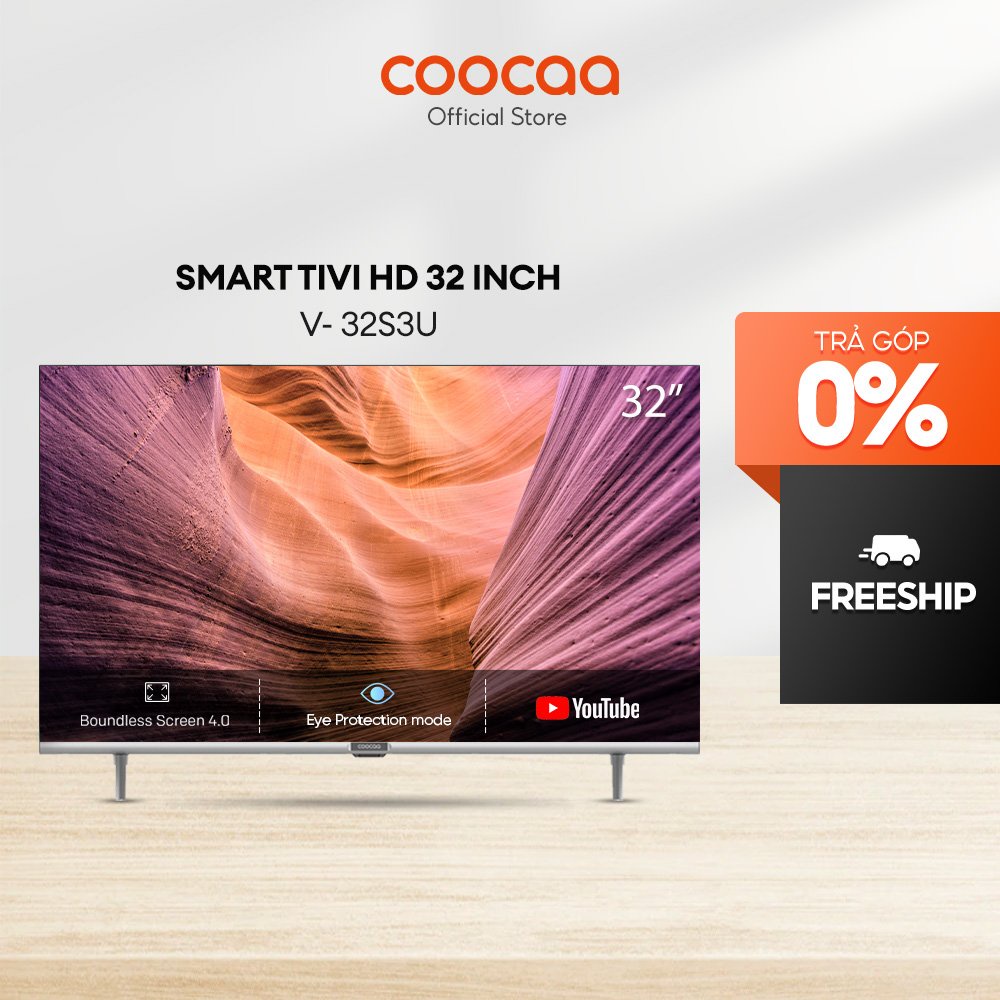 coocaa
Official Store
SMART TIVI HD 32 INCH
V- 32S3U
32”
TRẢ GÓP
0%
FREESHIP
Boundless Screen 4.0
Eye Protection mode
YouTube
coocaa